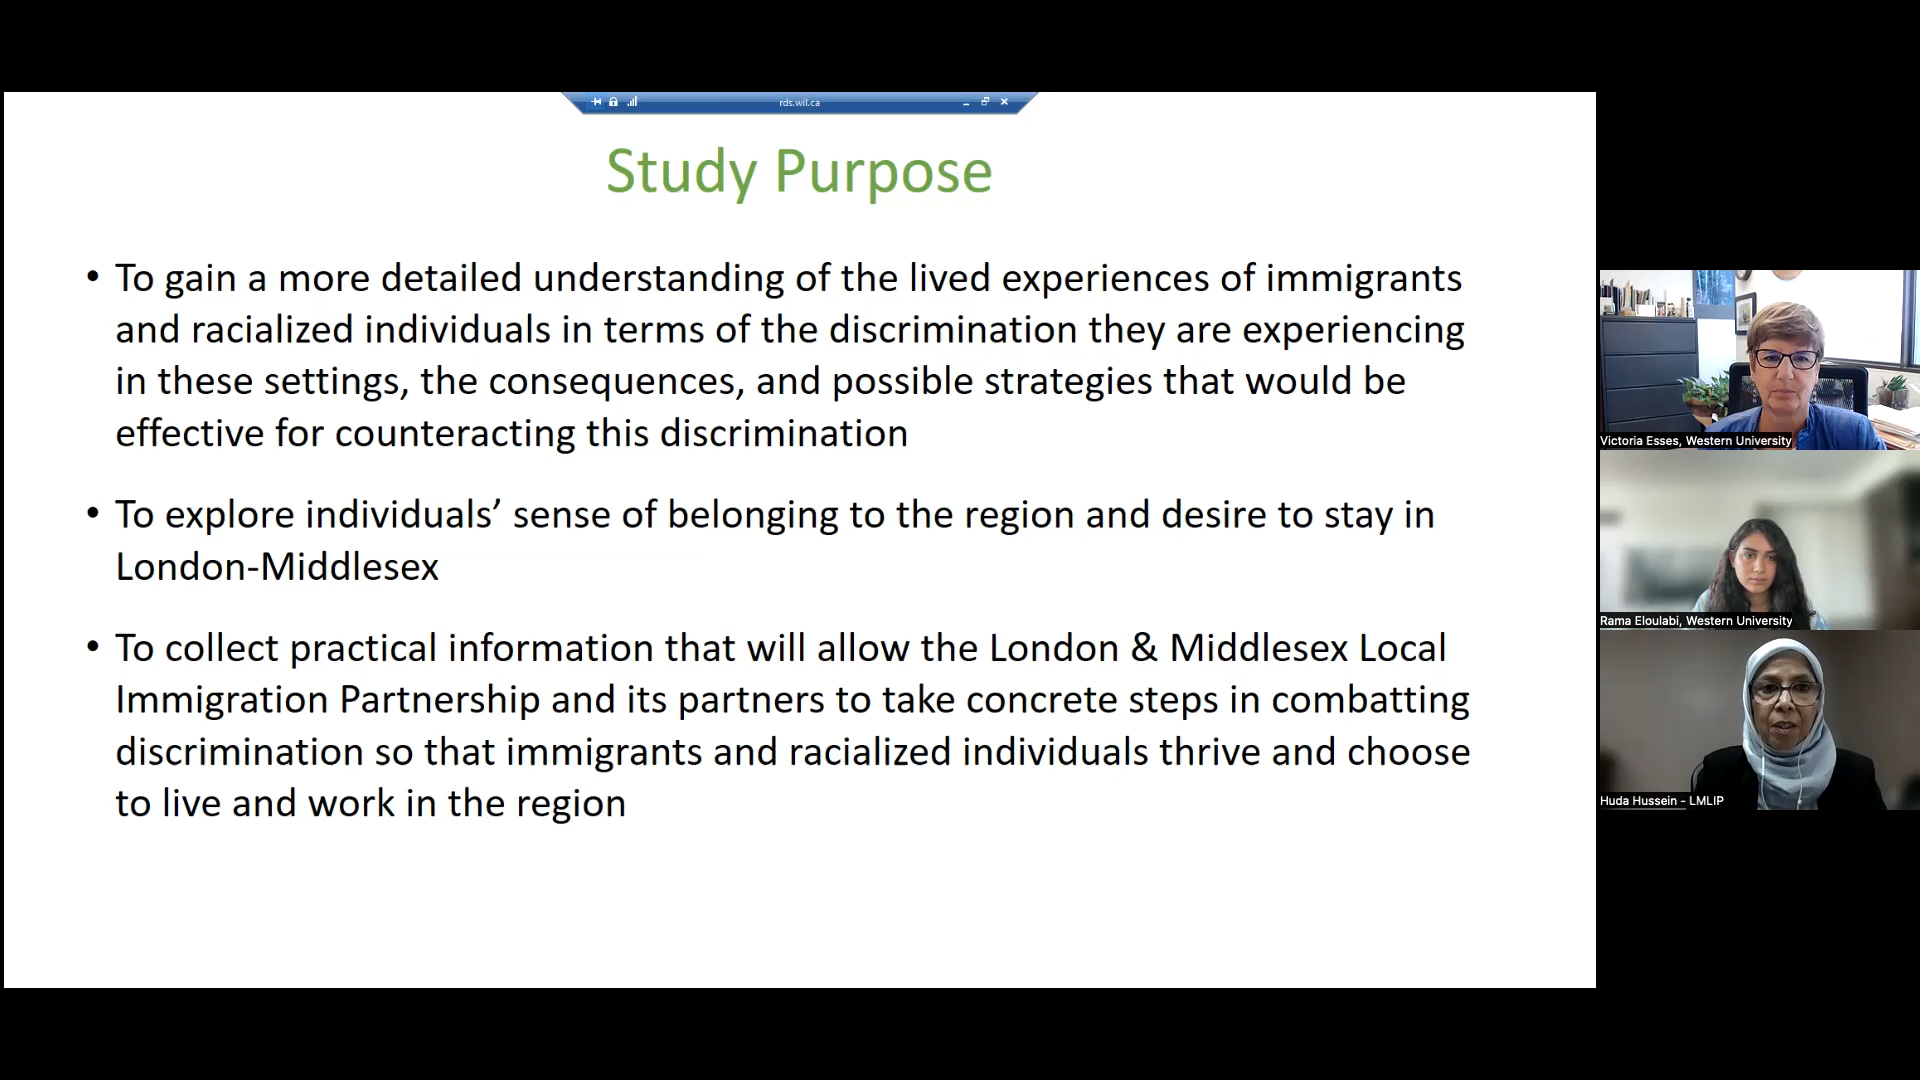 rds.wil.ca
Study Purpose
• To gain a more detailed understanding of the lived experiences of immigrants
and racialized individuals in terms of the discrimination they are experiencing
in these settings, the consequences, and possible strategies that would be
effective for counteracting this discrimination
• To explore individuals’ sense of belonging to the region and desire to stay in
London-Middlesex
• To collect practical information that will allow the London & Middlesex Local
Immigration Partnership and its partners to take concrete steps in combatting
discrimination so that immigrants and racialized individuals thrive and choose
to live and work in the region
Victoria Esses, Western University
Rama Eloulabi, Western University
Huda Hussein - LMLIP